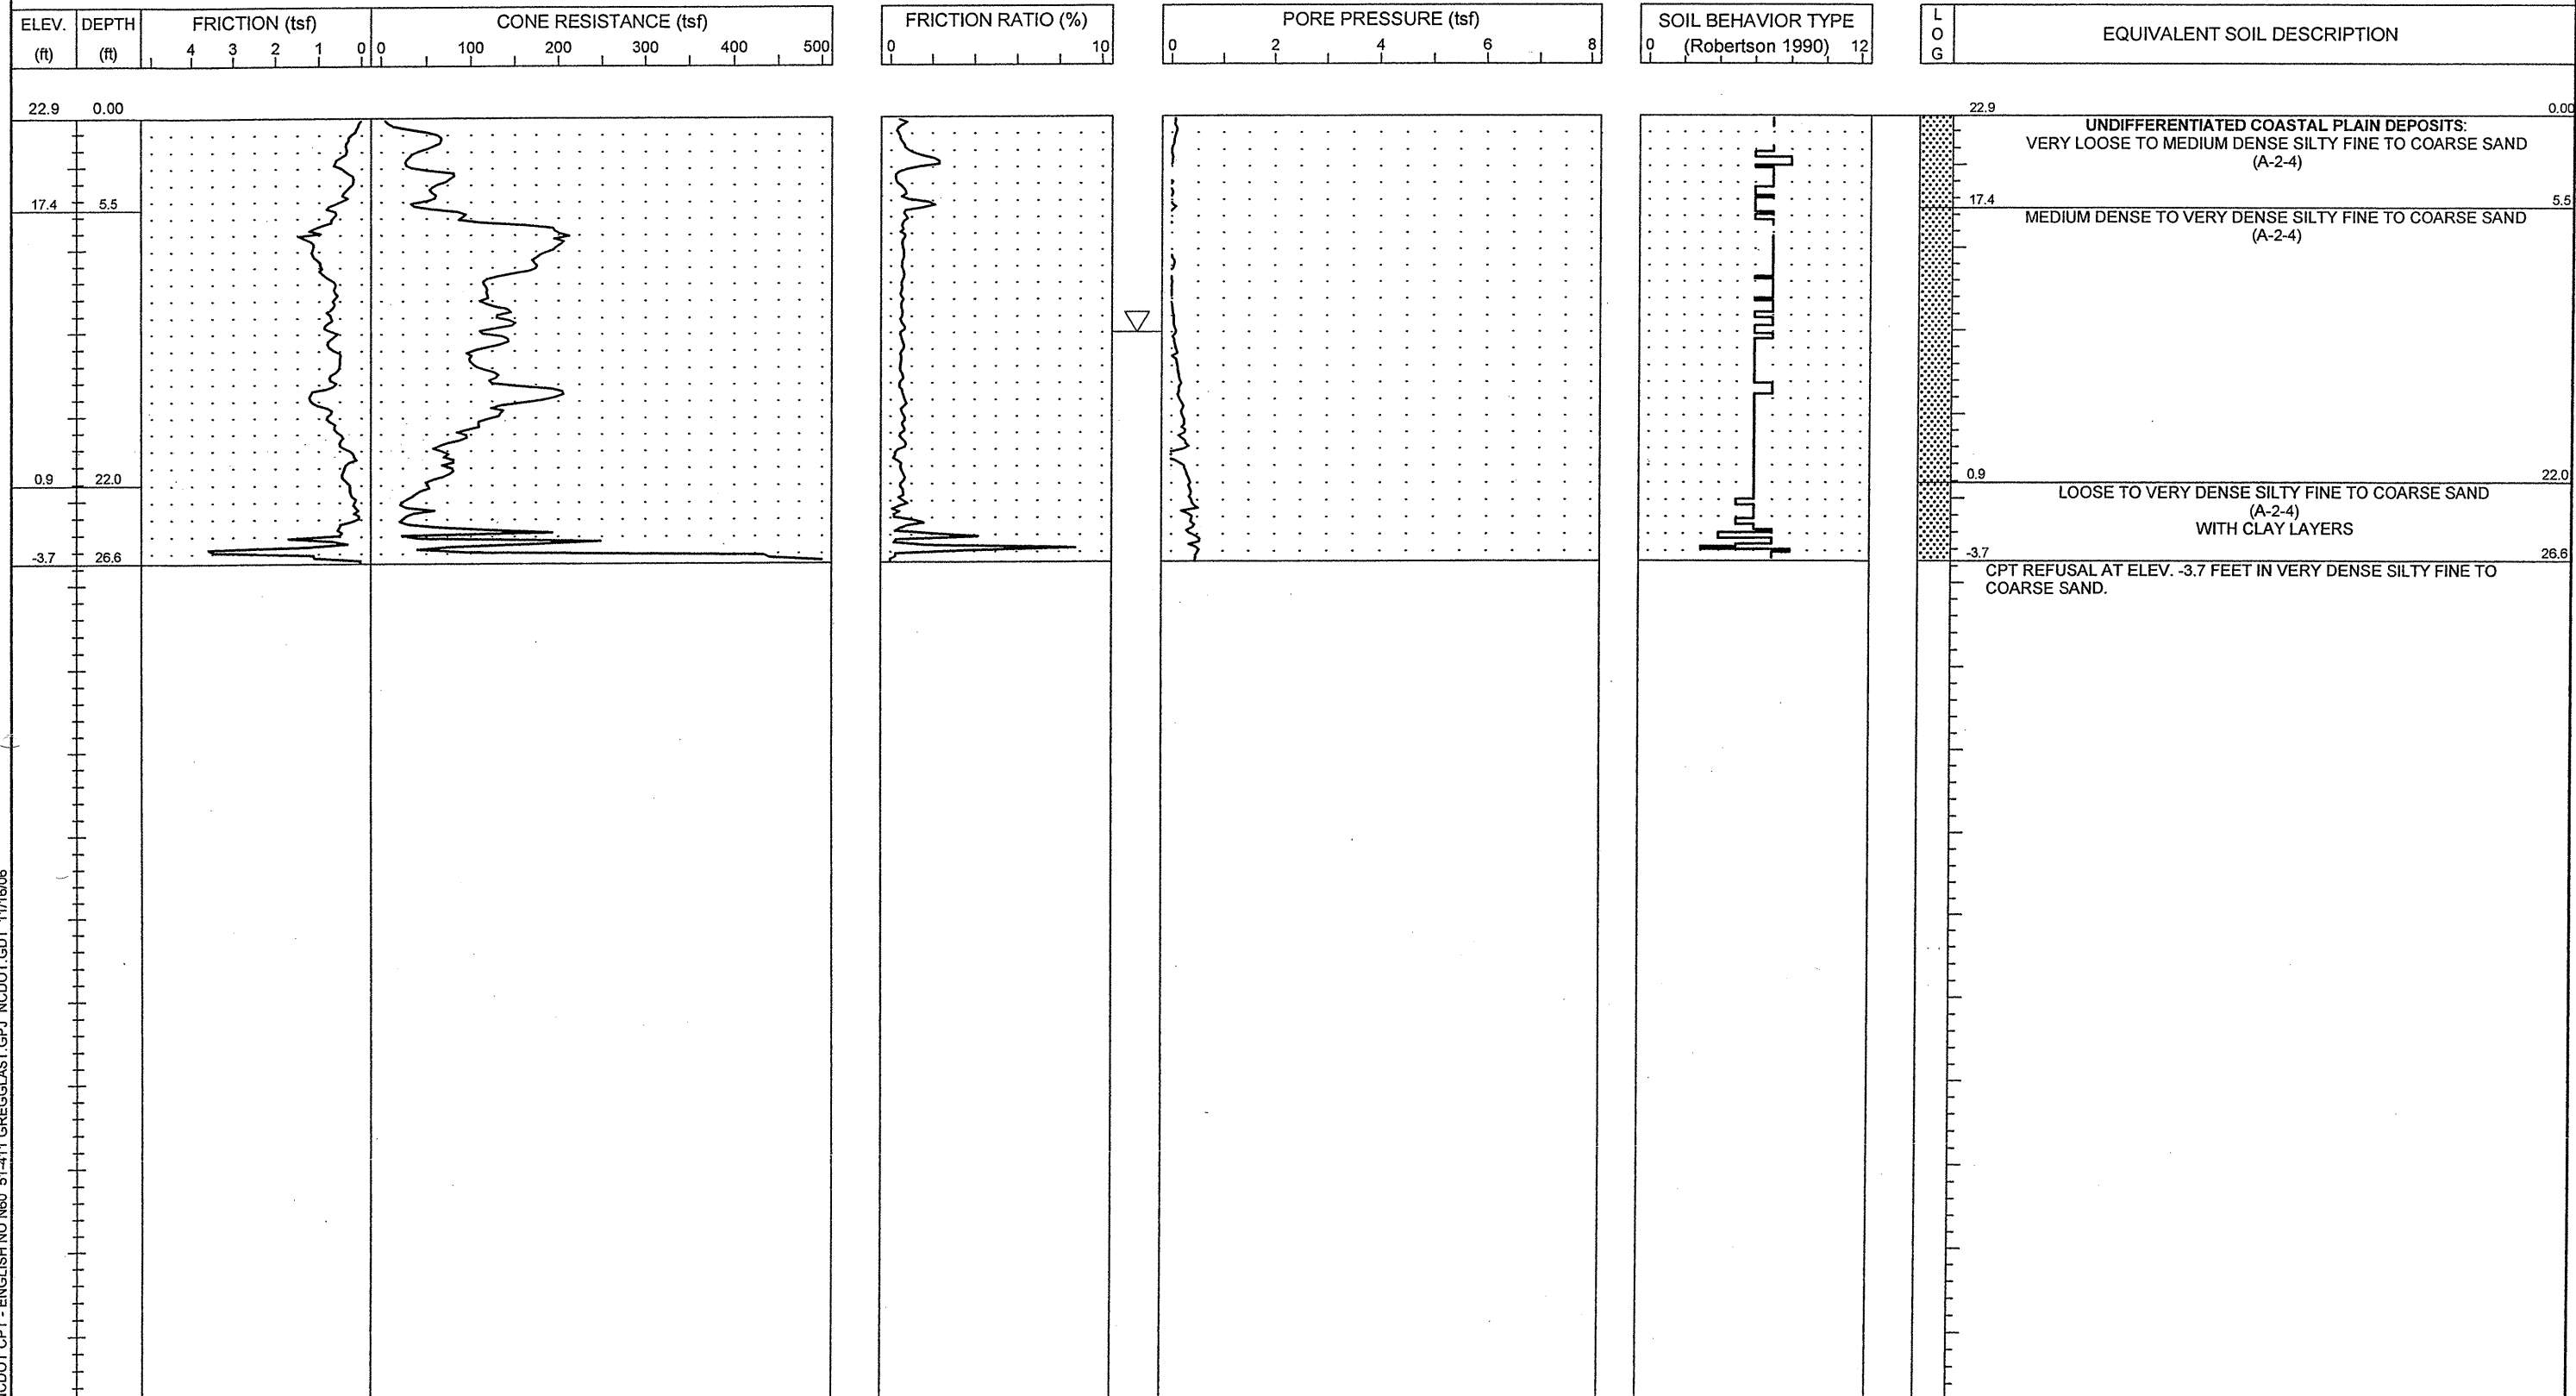 ELEV. DEPTH FRICTION (tsf) CONE RESISTANCE (tsf) FRICTION RATIO (%) PORE PRESSURE (tsf) SOIL BEHAVIOR TYPE L O G EQUIVALENT SOIL DESCRIPTION
(Robertson 1990)
(ft) (ft) 4 3 2 1 0 0 100 200 300 400 500 0 10 0 2 4 6 8 0 12
22.9 0.00 22.9 0.00
UNDIFFERENTIATED COASTAL PLAIN DEPOSITS:
VERY LOOSE TO MEDIUM DENSE SILTY FINE TO COARSE SAND
(A-2-4)
17.4 5.5 17.4 5.5
MEDIUM DENSE TO VERY DENSE SILTY FINE TO COARSE SAND
(A-2-4)
0.9 22.0 0.9 22.0
LOOSE TO VERY DENSE SILTY FINE TO COARSE SAND
(A-2-4)
WITH CLAY LAYERS
-3.7 26.6 -3.7 26.6
CPT REFUSAL AT ELEV. -3.7 FEET IN VERY DENSE SILTY FINE TO
COARSE SAND.
CPT - ENGLISH NO N60 NCDOT.GDT